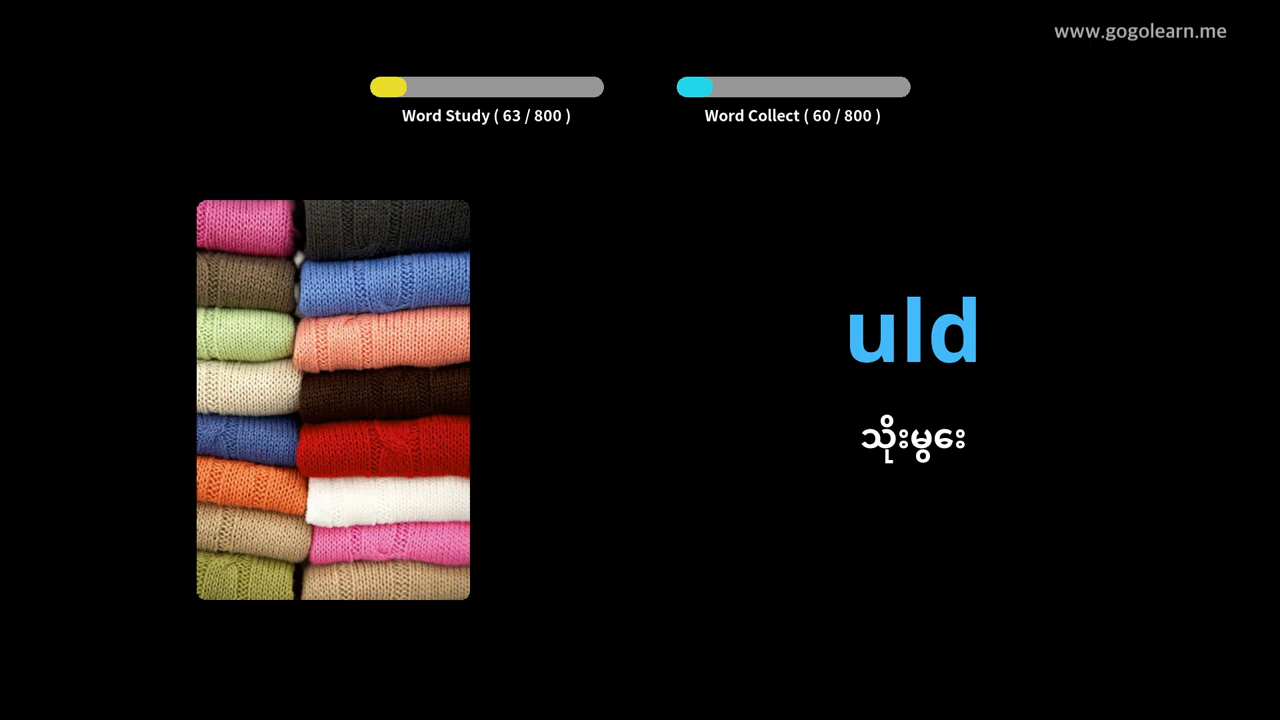 www.gogolearn.me
Word Study ( 63 / 800 )
Word Collect ( 60 / 800 )
uld
သိုးမွှေး